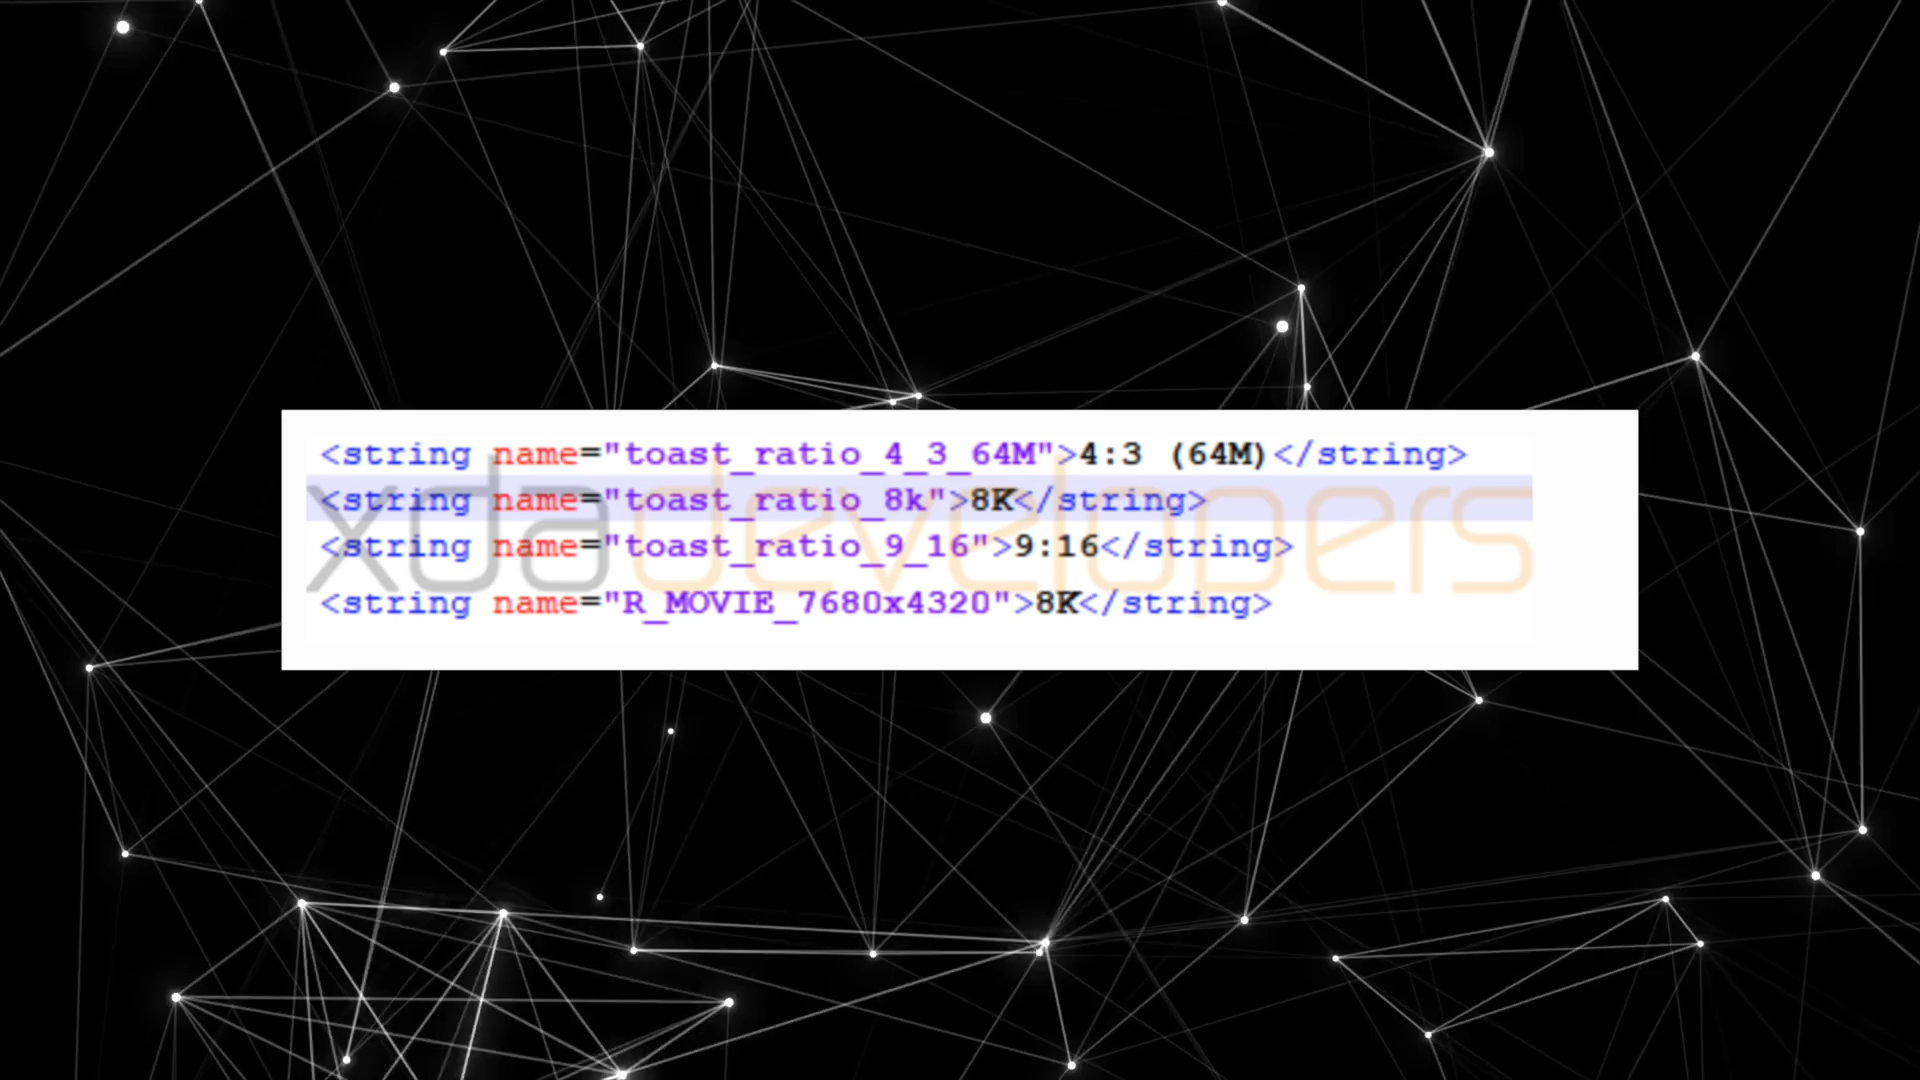 <string name="toast_ratio_4_3_64M">4:3 (64M)</string>
<string name="toast_ratio_8k">8K</string>
<string name="toast_ratio_9_16">9:16</string>
<string name="R_MOVIE_7680x4320">8K</string>
xdadevelopers